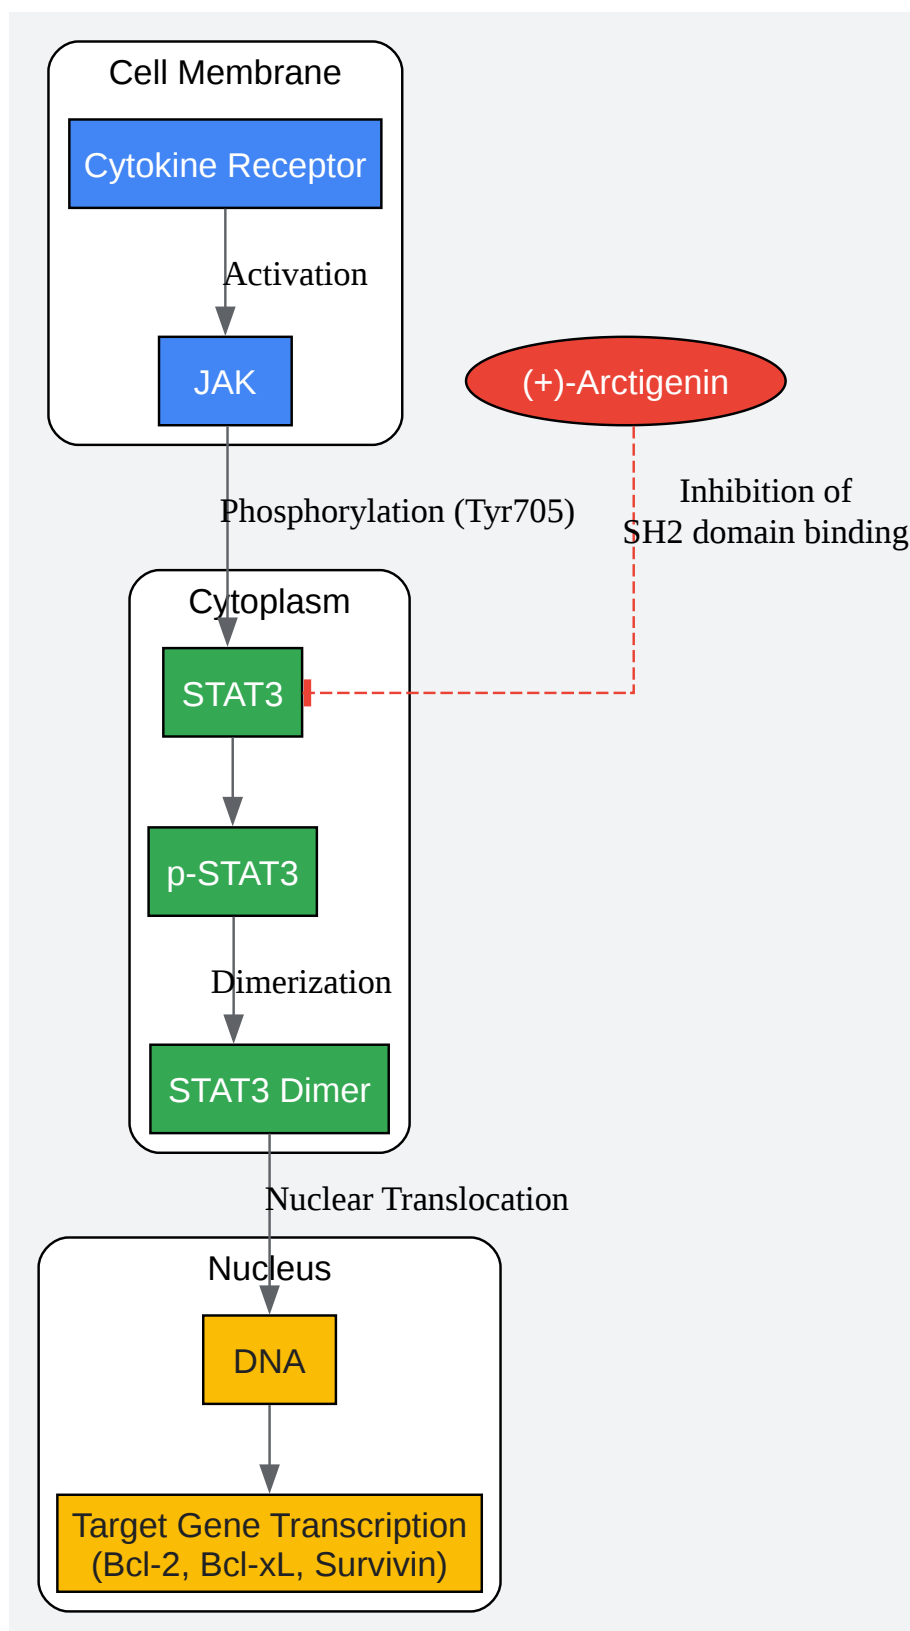 Cell Membrane
Cytokine Receptor
Activation
JAK
(+)-Arctigenin
Phosphorylation (Tyr705)
Inhibition of
SH2 domain binding
Cytoplasm
STAT3
p-STAT3
Dimerization
STAT3 Dimer
Nuclear Translocation
Nucleus
DNA
Target Gene Transcription
(Bcl-2, Bcl-xL, Survivin)